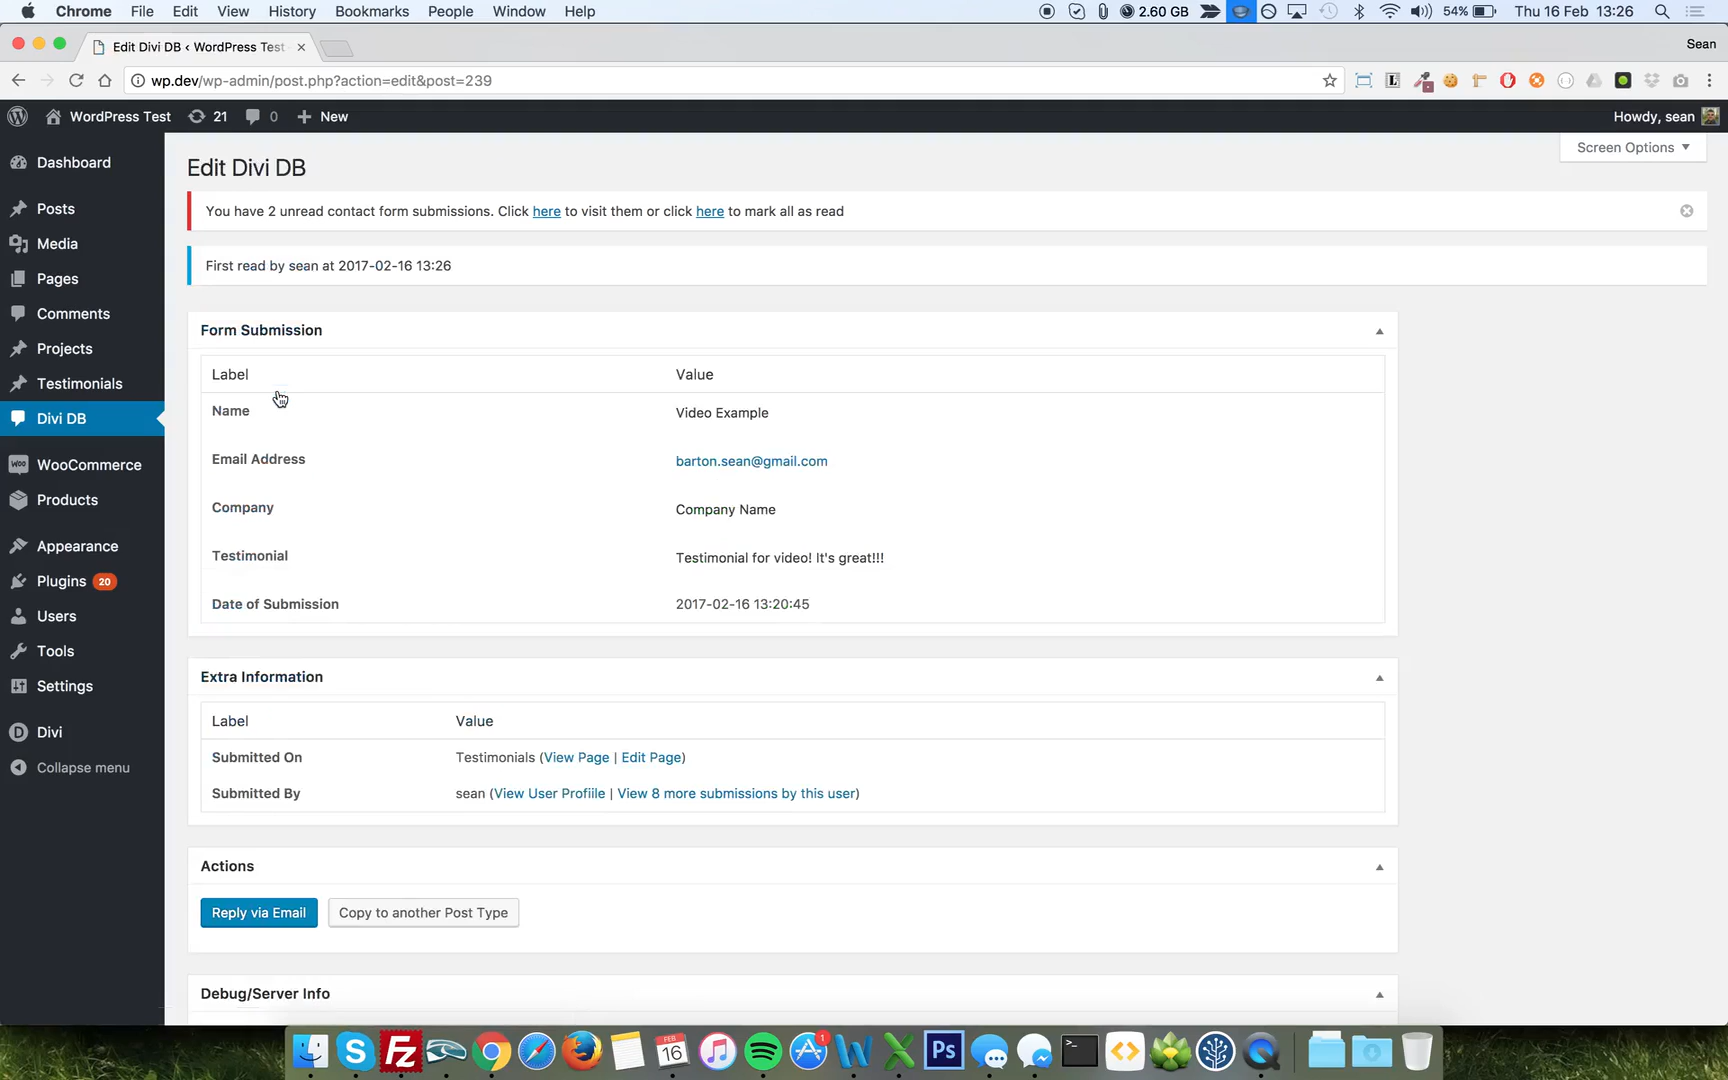 Chrome File Edit View History Bookmarks People Window Help 2.60 GB 54% Thu 16 Feb 13:26
Edit Divi DB ‹ WordPress Test Sean
wp.dev/wp-admin/post.php?action=edit&post=239
WordPress Test 21 0 New Howdy, sean
Screen Options
Dashboard
Posts
Media
Pages
Comments
Projects
Testimonials
Divi DB
WooCommerce
Products
Appearance
Plugins 20
Users
Tools
Settings
Divi
Collapse menu
Edit Divi DB
You have 2 unread contact form submissions. Click here to visit them or click here to mark all as read
First read by sean at 2017-02-16 13:26
Form Submission
Label Value
Name Video Example
Email Address barton.sean@gmail.com
Company Company Name
Testimonial Testimonial for video! It's great!!!
Date of Submission 2017-02-16 13:20:45
Extra Information
Label Value
Submitted On Testimonials (View Page | Edit Page)
Submitted By sean (View User Profiile | View 8 more submissions by this user)
Actions
Reply via Email Copy to another Post Type
Debug/Server Info
FEB
16
1
Ps